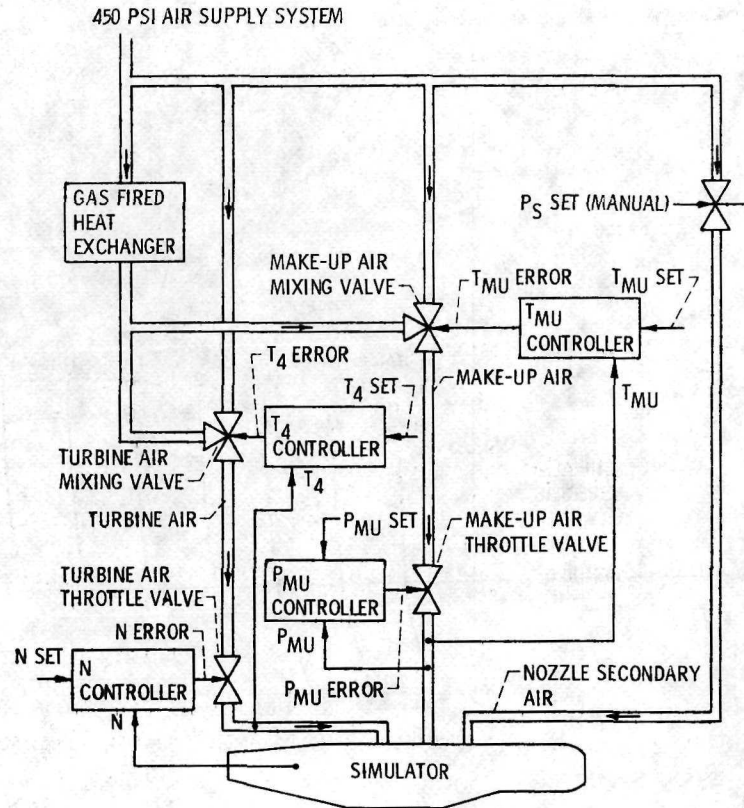 450 PSI AIR SUPPLY SYSTEM
GAS FIRED
HEAT
EXCHANGER
PS SET (MANUAL)
MAKE-UP AIR
MIXING VALVE
TMU ERROR
TMU SET
TMU
CONTROLLER
T4 ERROR
MAKE-UP AIR
TMU
T4 SET
T4
CONTROLLER
T4
TURBINE AIR
MIXING VALVE
TURBINE AIR
PMU SET
MAKE-UP AIR
THROTTLE VALVE
PMU
CONTROLLER
PMU
PMU ERROR
TURBINE AIR
THROTTLE VALVE
N ERROR
N SET
N
CONTROLLER
N
NOZZLE SECONDARY
AIR
SIMULATOR